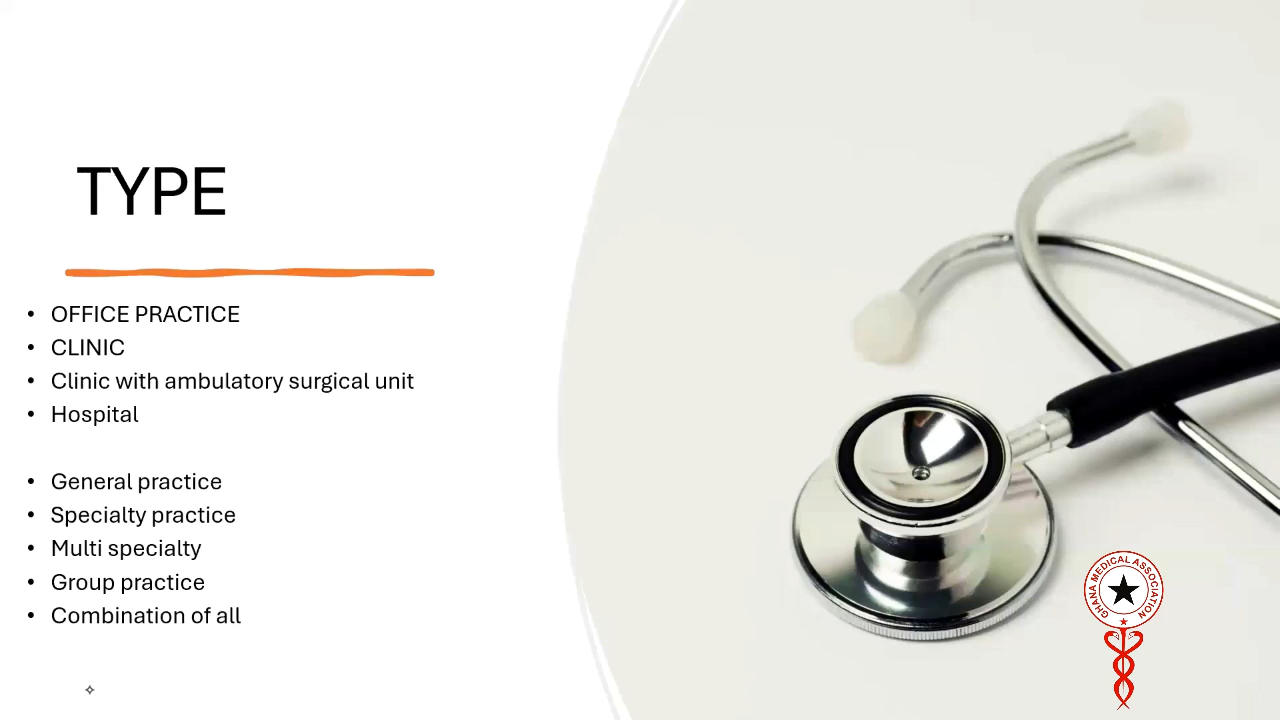 TYPE
• OFFICE PRACTICE
• CLINIC
• Clinic with ambulatory surgical unit
• Hospital
• General practice
• Specialty practice
• Multi specialty
• Group practice
• Combination of all
GHANA MEDICAL ASSOCIATION